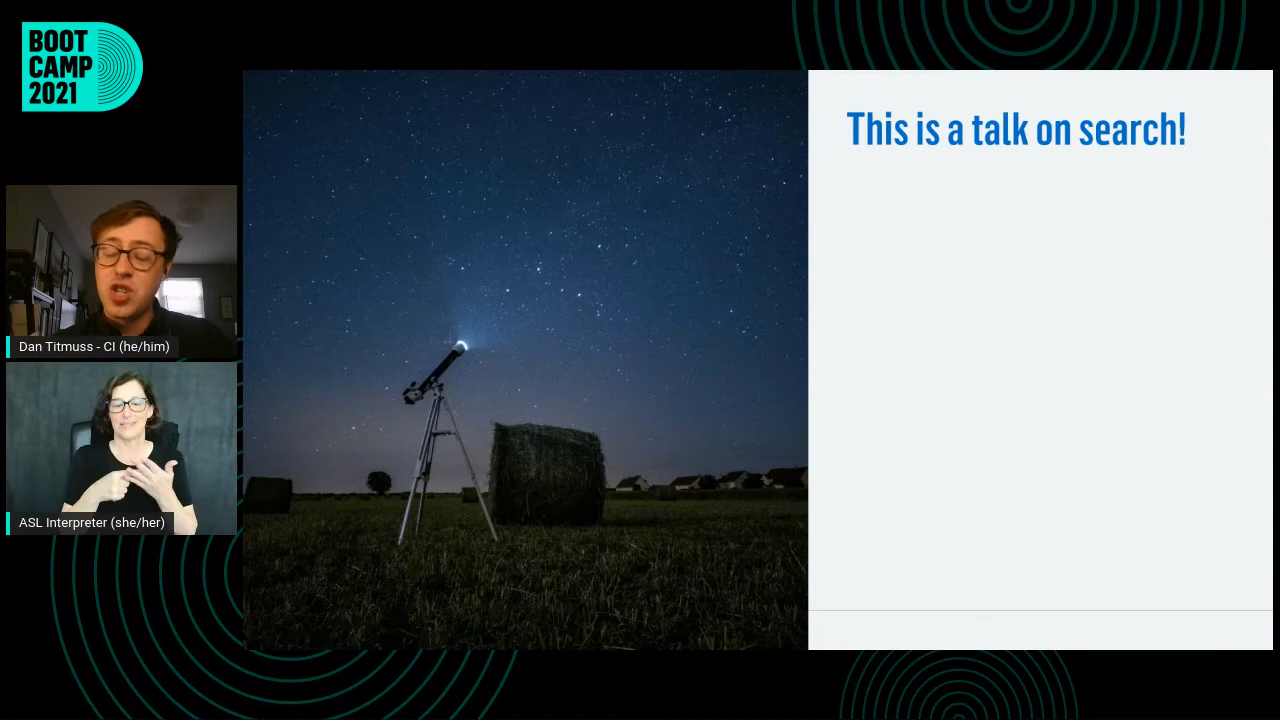 BOOT
CAMP
2021
This is a talk on search!
Dan Titmuss - CI (he/him)
ASL Interpreter (she/her)